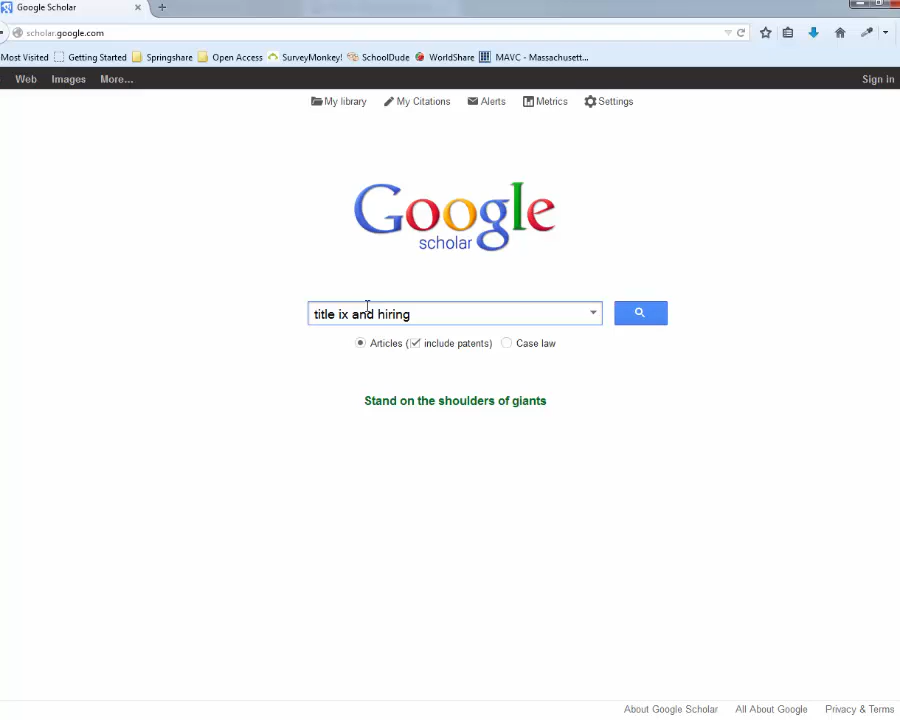 Google Scholar
scholar.google.com
Most Visited Getting Started Springshare Open Access SurveyMonkey! SchoolDude WorldShare MAVC - Massachusett...
Web Images More... Sign in
My library My Citations Alerts Metrics Settings
Google
scholar
title ix and hiring
Articles (include patents) Case law
Stand on the shoulders of giants
About Google Scholar All About Google Privacy & Terms